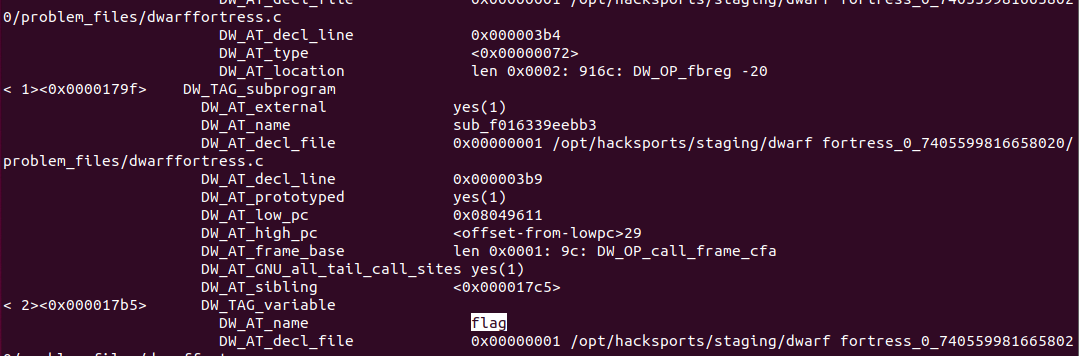 DW_AT_decl_file 0x00000001 /opt/hacksports/staging/dwarf fortress_0_740559981665802
0/problem_files/dwarffortress.c
DW_AT_decl_line 0x000003b4
DW_AT_type <0x00000072>
DW_AT_location len 0x0002: 916c: DW_OP_fbreg -20
< 1><0x0000179f> DW_TAG_subprogram
DW_AT_external yes(1)
DW_AT_name sub_f016339eebb3
DW_AT_decl_file 0x00000001 /opt/hacksports/staging/dwarf fortress_0_7405599816658020/
problem_files/dwarffortress.c
DW_AT_decl_line 0x000003b9
DW_AT_prototyped yes(1)
DW_AT_low_pc 0x08049611
DW_AT_high_pc <offset-from-lowpc>29
DW_AT_frame_base len 0x0001: 9c: DW_OP_call_frame_cfa
DW_AT_GNU_all_tail_call_sites yes(1)
DW_AT_sibling <0x000017c5>
< 2><0x000017b5> DW_TAG_variable
DW_AT_name flag
DW_AT_decl_file 0x00000001 /opt/hacksports/staging/dwarf fortress_0_740559981665802